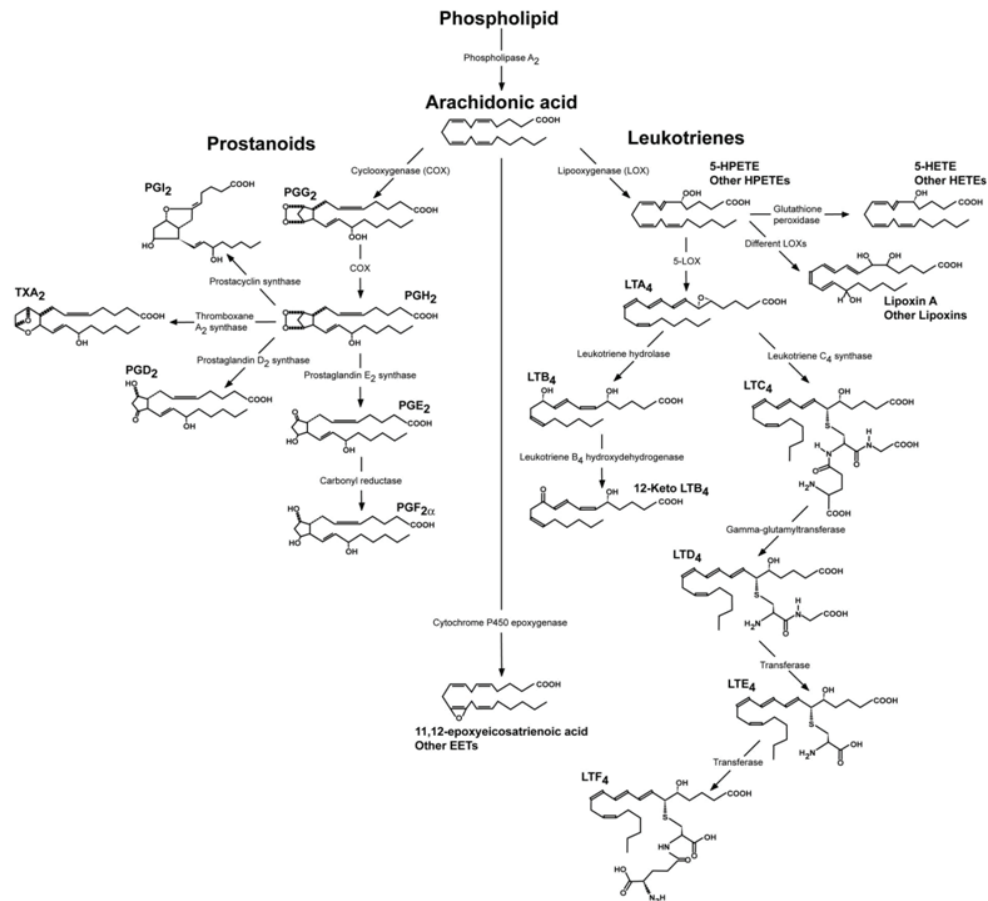 Phospholipid
Phospholipase A₂
Arachidonic acid
COOH
Prostanoids
Leukotrienes
Cyclooxygenase (COX)
Lipooxygenase (LOX)
PGI₂
COOH
O
HO
OH
PGG₂
O
O
COOH
OOH
COX
Prostacyclin synthase
TXA₂
O
O
COOH
OH
Thromboxane
A₂ synthase
PGH₂
O
O
COOH
OH
Prostaglandin D₂ synthase
Prostaglandin E₂ synthase
PGD₂
HO
O
COOH
OH
PGE₂
O
HO
COOH
OH
Carbonyl reductase
PGF₂α
HO
HO
COOH
OH
Cytochrome P450 epoxygenase
COOH
O
11,12-epoxyeicosatrienoic acid
Other EETs
5-HPETE
Other HPETEs
OOH
COOH
Glutathione
peroxidase
5-HETE
Other HETEs
OH
COOH
Different LOXs
HO
OH
COOH
H
OH
Lipoxin A
Other Lipoxins
5-LOX
LTA₄
O
COOH
Leukotriene hydrolase
Leukotriene C₄ synthase
LTB₄
OH
OH
COOH
Leukotriene B₄ hydroxydehydrogenase
12-Keto LTB₄
O
OH
COOH
LTC₄
OH
COOH
S
H
N
COOH
N
H
O
O
H₂N
COOH
Gamma-glutamyltransferase
LTD₄
OH
COOH
S
H
N
COOH
H₂N
O
Transferase
LTE₄
OH
COOH
S
OH
H₂N
O
Transferase
LTF₄
OH
COOH
S
OH
O
HN
O
HO
O